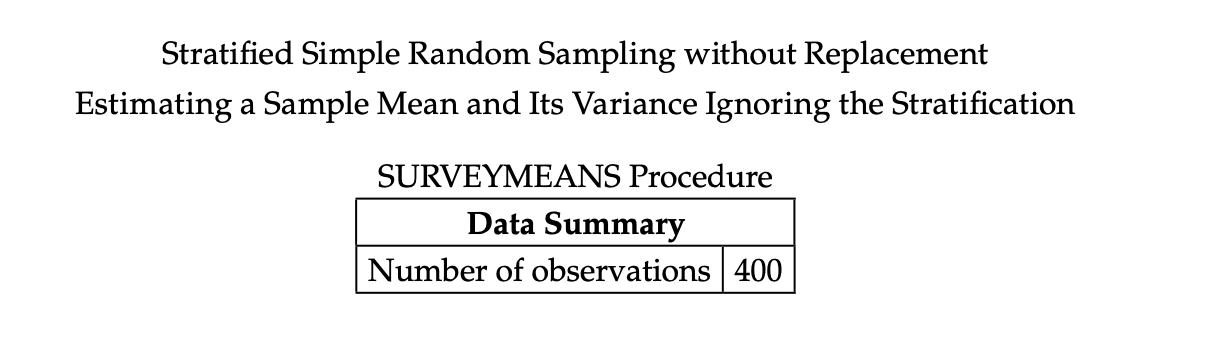 Stratified Simple Random Sampling without Replacement
Estimating a Sample Mean and Its Variance Ignoring the Stratification
SURVEYMEANS Procedure
Data Summary
Number of observations 400